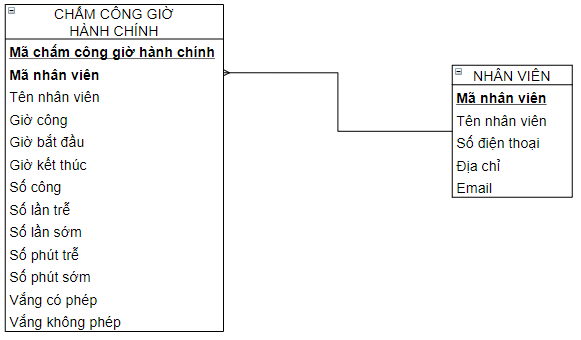 CHẤM CÔNG GIỜ
HÀNH CHÍNH
Mã chấm công giờ hành chính
Mã nhân viên
Tên nhân viên
Giờ công
Giờ bắt đầu
Giờ kết thúc
Số công
Số lần trễ
Số lần sớm
Số phút trễ
Số phút sớm
Vắng có phép
Vắng không phép
NHÂN VIÊN
Mã nhân viên
Tên nhân viên
Số điện thoại
Địa chỉ
Email